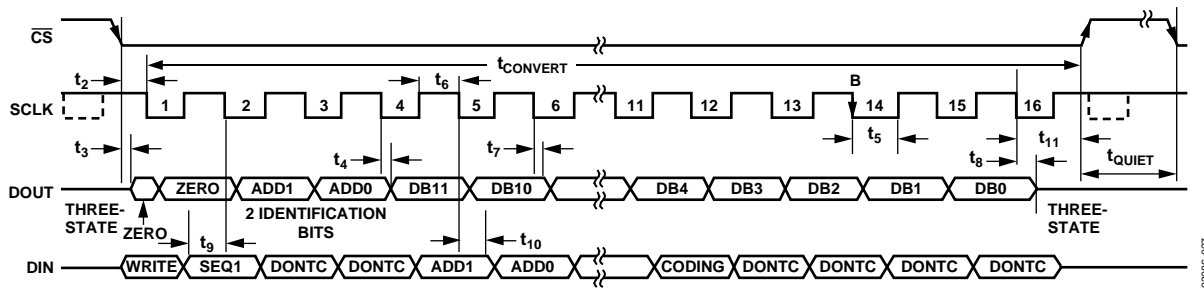 CS
tCONVERT
t2
t6
B
SCLK
1 2 3 4 5 6 11 12 13 14 15 16
t3
t4
t7
t5
t11
t8
tQUIET
DOUT
ZERO ADD1 ADD0 DB11 DB10 DB4 DB3 DB2 DB1 DB0
THREE-
STATE
ZERO
2 IDENTIFICATION
BITS
THREE-
STATE
t9
t10
DIN
WRITE SEQ1 DONTC DONTC ADD1 ADD0 CODING DONTC DONTC DONTC DONTC